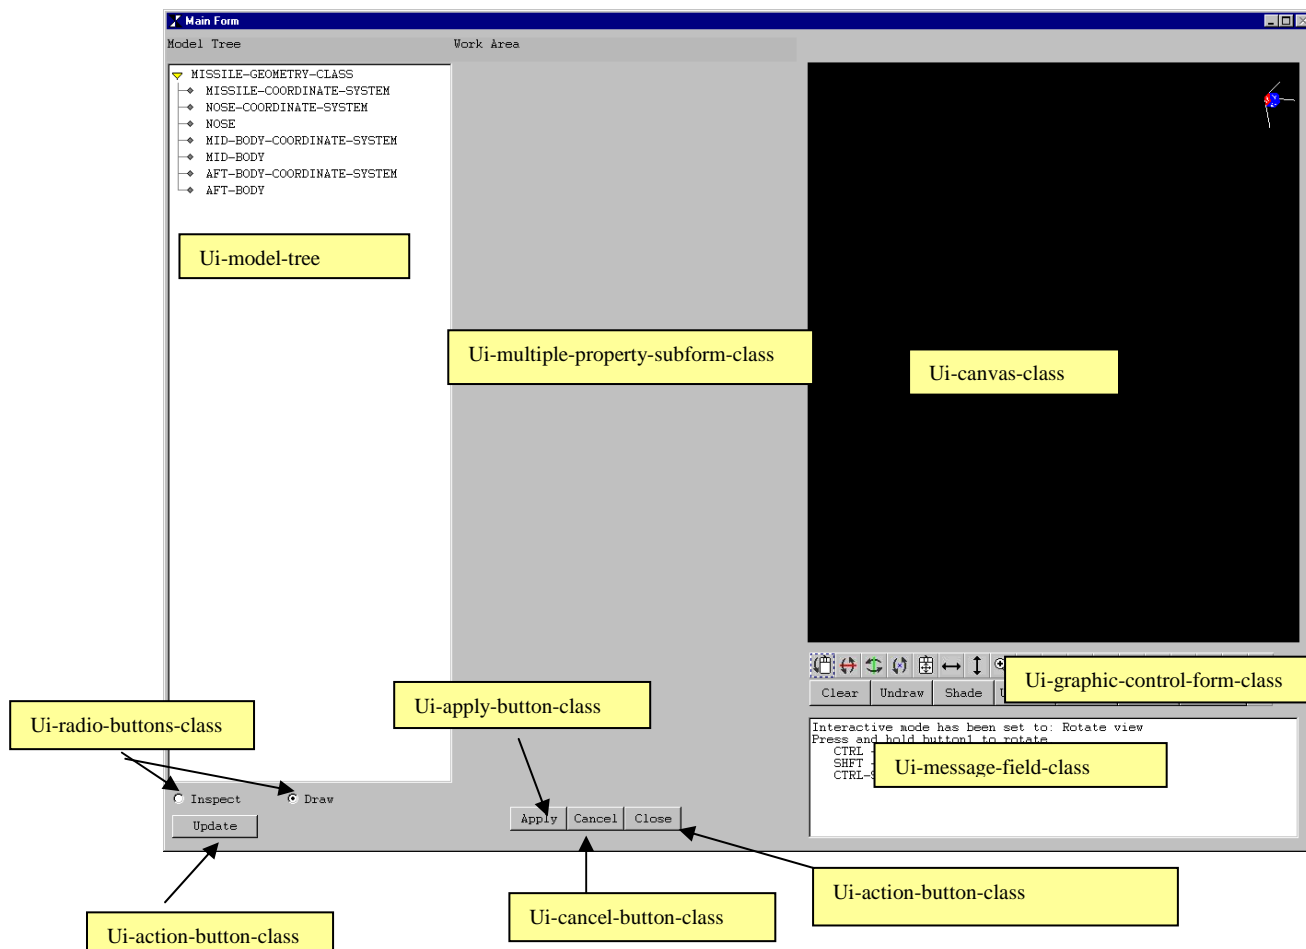 Main Form
Model Tree
Work Area
MISSILE-GEOMETRY-CLASS
MISSILE-COORDINATE-SYSTEM
NOSE-COORDINATE-SYSTEM
NOSE
MID-BODY-COORDINATE-SYSTEM
MID-BODY
AFT-BODY-COORDINATE-SYSTEM
AFT-BODY
Ui-model-tree
Ui-multiple-property-subform-class
Ui-canvas-class
Ui-graphic-control-form-class
Clear Undraw Shade
Ui-apply-button-class
Ui-radio-buttons-class
Interactive mode has been set to: Rotate view
Press and hold button1 to rotate
CTRL -
SHFT -
CTRL-S
Ui-message-field-class
Inspect Draw
Update
Apply Cancel Close
Ui-action-button-class
Ui-cancel-button-class
Ui-action-button-class